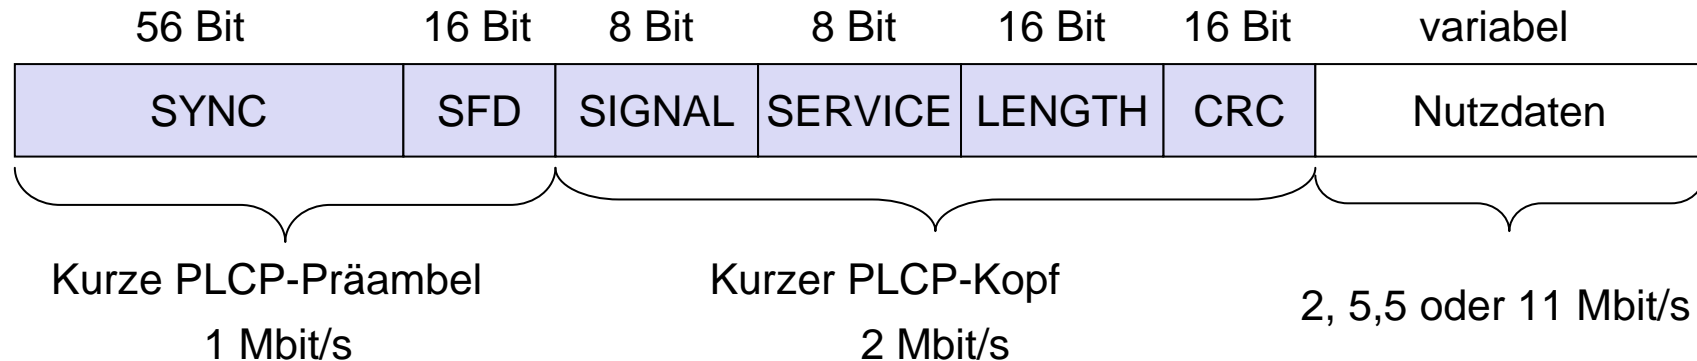 56 Bit 16 Bit 8 Bit 8 Bit 16 Bit 16 Bit variabel
SYNC SFD SIGNAL SERVICE LENGTH CRC Nutzdaten
Kurze PLCP-Präambel Kurzer PLCP-Kopf 2, 5,5 oder 11 Mbit/s
1 Mbit/s 2 Mbit/s